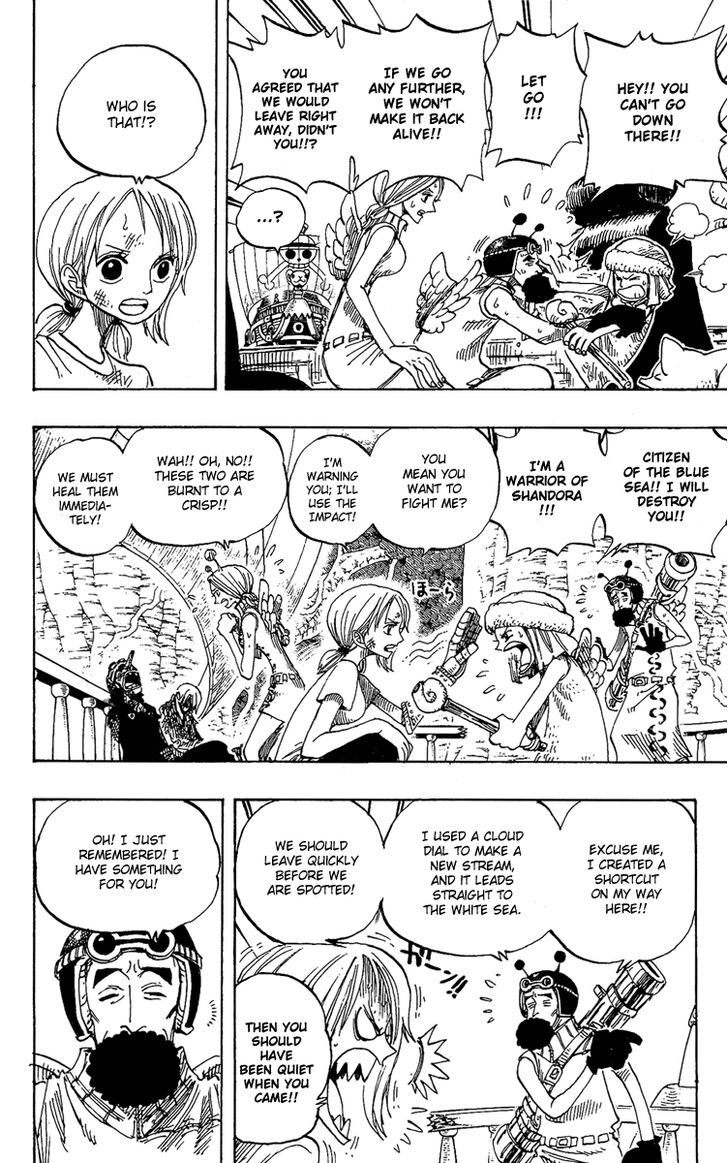 HEY!! YOU
CAN'T GO
DOWN
THERE!!
LET
GO
!!!
IF WE GO
ANY FURTHER,
WE WON'T
MAKE IT BACK
ALIVE!!
YOU
AGREED THAT
WE WOULD
LEAVE RIGHT
AWAY, DIDN'T
YOU!!?
...?
WHO IS
THAT!?
CITIZEN
OF THE BLUE
SEA!! I WILL
DESTROY
YOU!!
I'M A
WARRIOR OF
SHANDORA
!!!
YOU
MEAN YOU
WANT TO
FIGHT ME?
I'M
WARNING
YOU; I'LL
USE THE
IMPACT!
WAH!! OH, NO!!
THESE TWO ARE
BURNT TO A
CRISP!!
WE MUST
HEAL THEM
IMMEDIA-
TELY!
ほーら
EXCUSE ME,
I CREATED A
SHORTCUT
ON MY WAY
HERE!!
I USED A CLOUD
DIAL TO MAKE A
NEW STREAM,
AND IT LEADS
STRAIGHT TO
THE WHITE SEA.
WE SHOULD
LEAVE QUICKLY
BEFORE WE
ARE SPOTTED!
ガーン!!
THEN YOU
SHOULD
HAVE
BEEN QUIET
WHEN YOU
CAME!!
OH! I JUST
REMEMBERED! I
HAVE SOMETHING
FOR YOU!